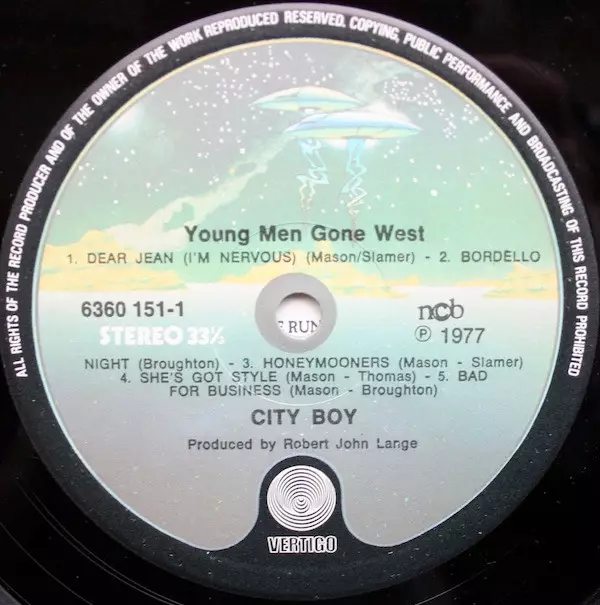 ALL RIGHTS OF THE RECORD PRODUCER AND OF THE OWNER OF THE WORK REPRODUCED RESERVED. COPYING, PUBLIC PERFORMANCE AND BROADCASTING OF THIS RECORD PROHIBITED
Young Men Gone West
1. DEAR JEAN (I'M NERVOUS) (Mason/Slamer) - 2. BORDELLO
6360 151-1
ncb
STEREO 33⅓
E RUN
℗ 1977
NIGHT (Broughton) - 3. HONEYMOONERS (Mason - Slamer)
4. SHE'S GOT STYLE (Mason - Thomas) - 5. BAD
FOR BUSINESS (Mason - Broughton)
CITY BOY
Produced by Robert John Lange
VERTIGO